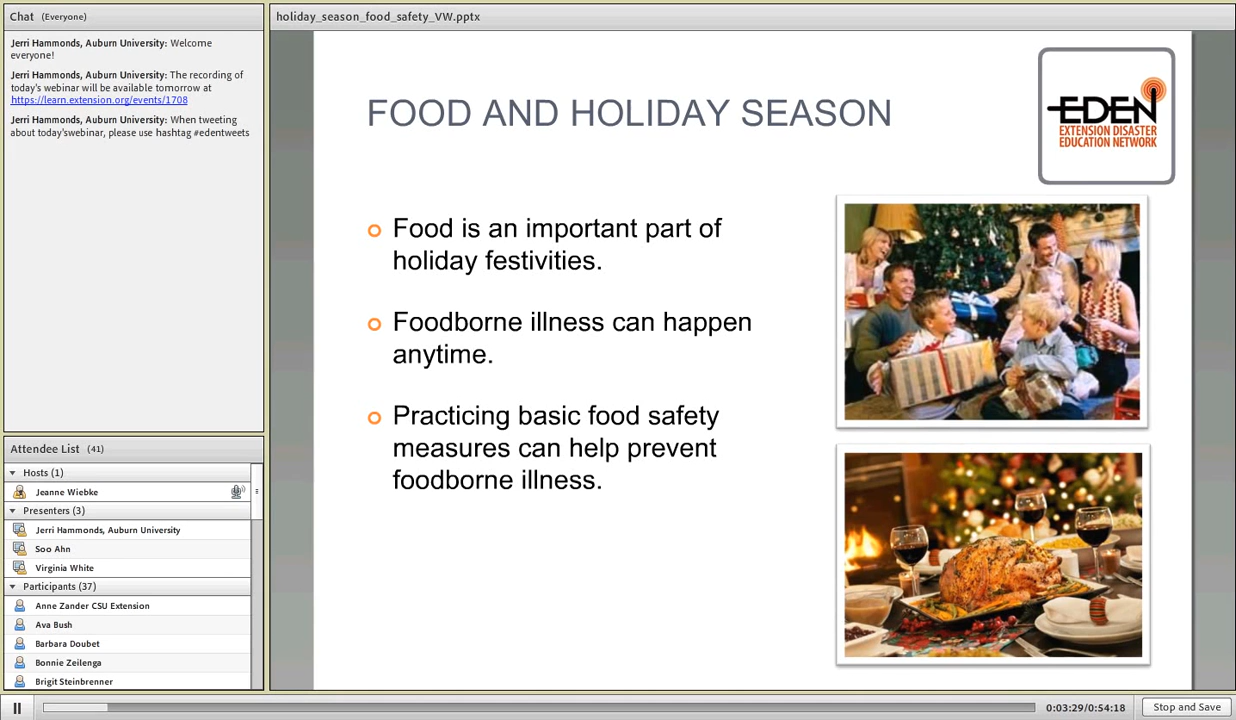 Chat (Everyone)
Jerri Hammonds, Auburn University: Welcome
everyone!
Jerri Hammonds, Auburn University: The recording of
today's webinar will be available tomorrow at
https://learn.extension.org/events/1708
Jerri Hammonds, Auburn University: When tweeting
about today'swebinar, please use hashtag #edentweets
Attendee List (41)
Hosts (1)
Jeanne Wiebke
Presenters (3)
Jerri Hammonds, Auburn University
Soo Ahn
Virginia White
Participants (37)
Anne Zander CSU Extension
Ava Bush
Barbara Doubet
Bonnie Zeilenga
Brigit Steinbrenner
holiday_season_food_safety_VW.pptx
FOOD AND HOLIDAY SEASON
EDEN
EXTENSION DISASTER
EDUCATION NETWORK
Food is an important part of
holiday festivities.
Foodborne illness can happen
anytime.
Practicing basic food safety
measures can help prevent
foodborne illness.
0:03:29/0:54:18
Stop and Save